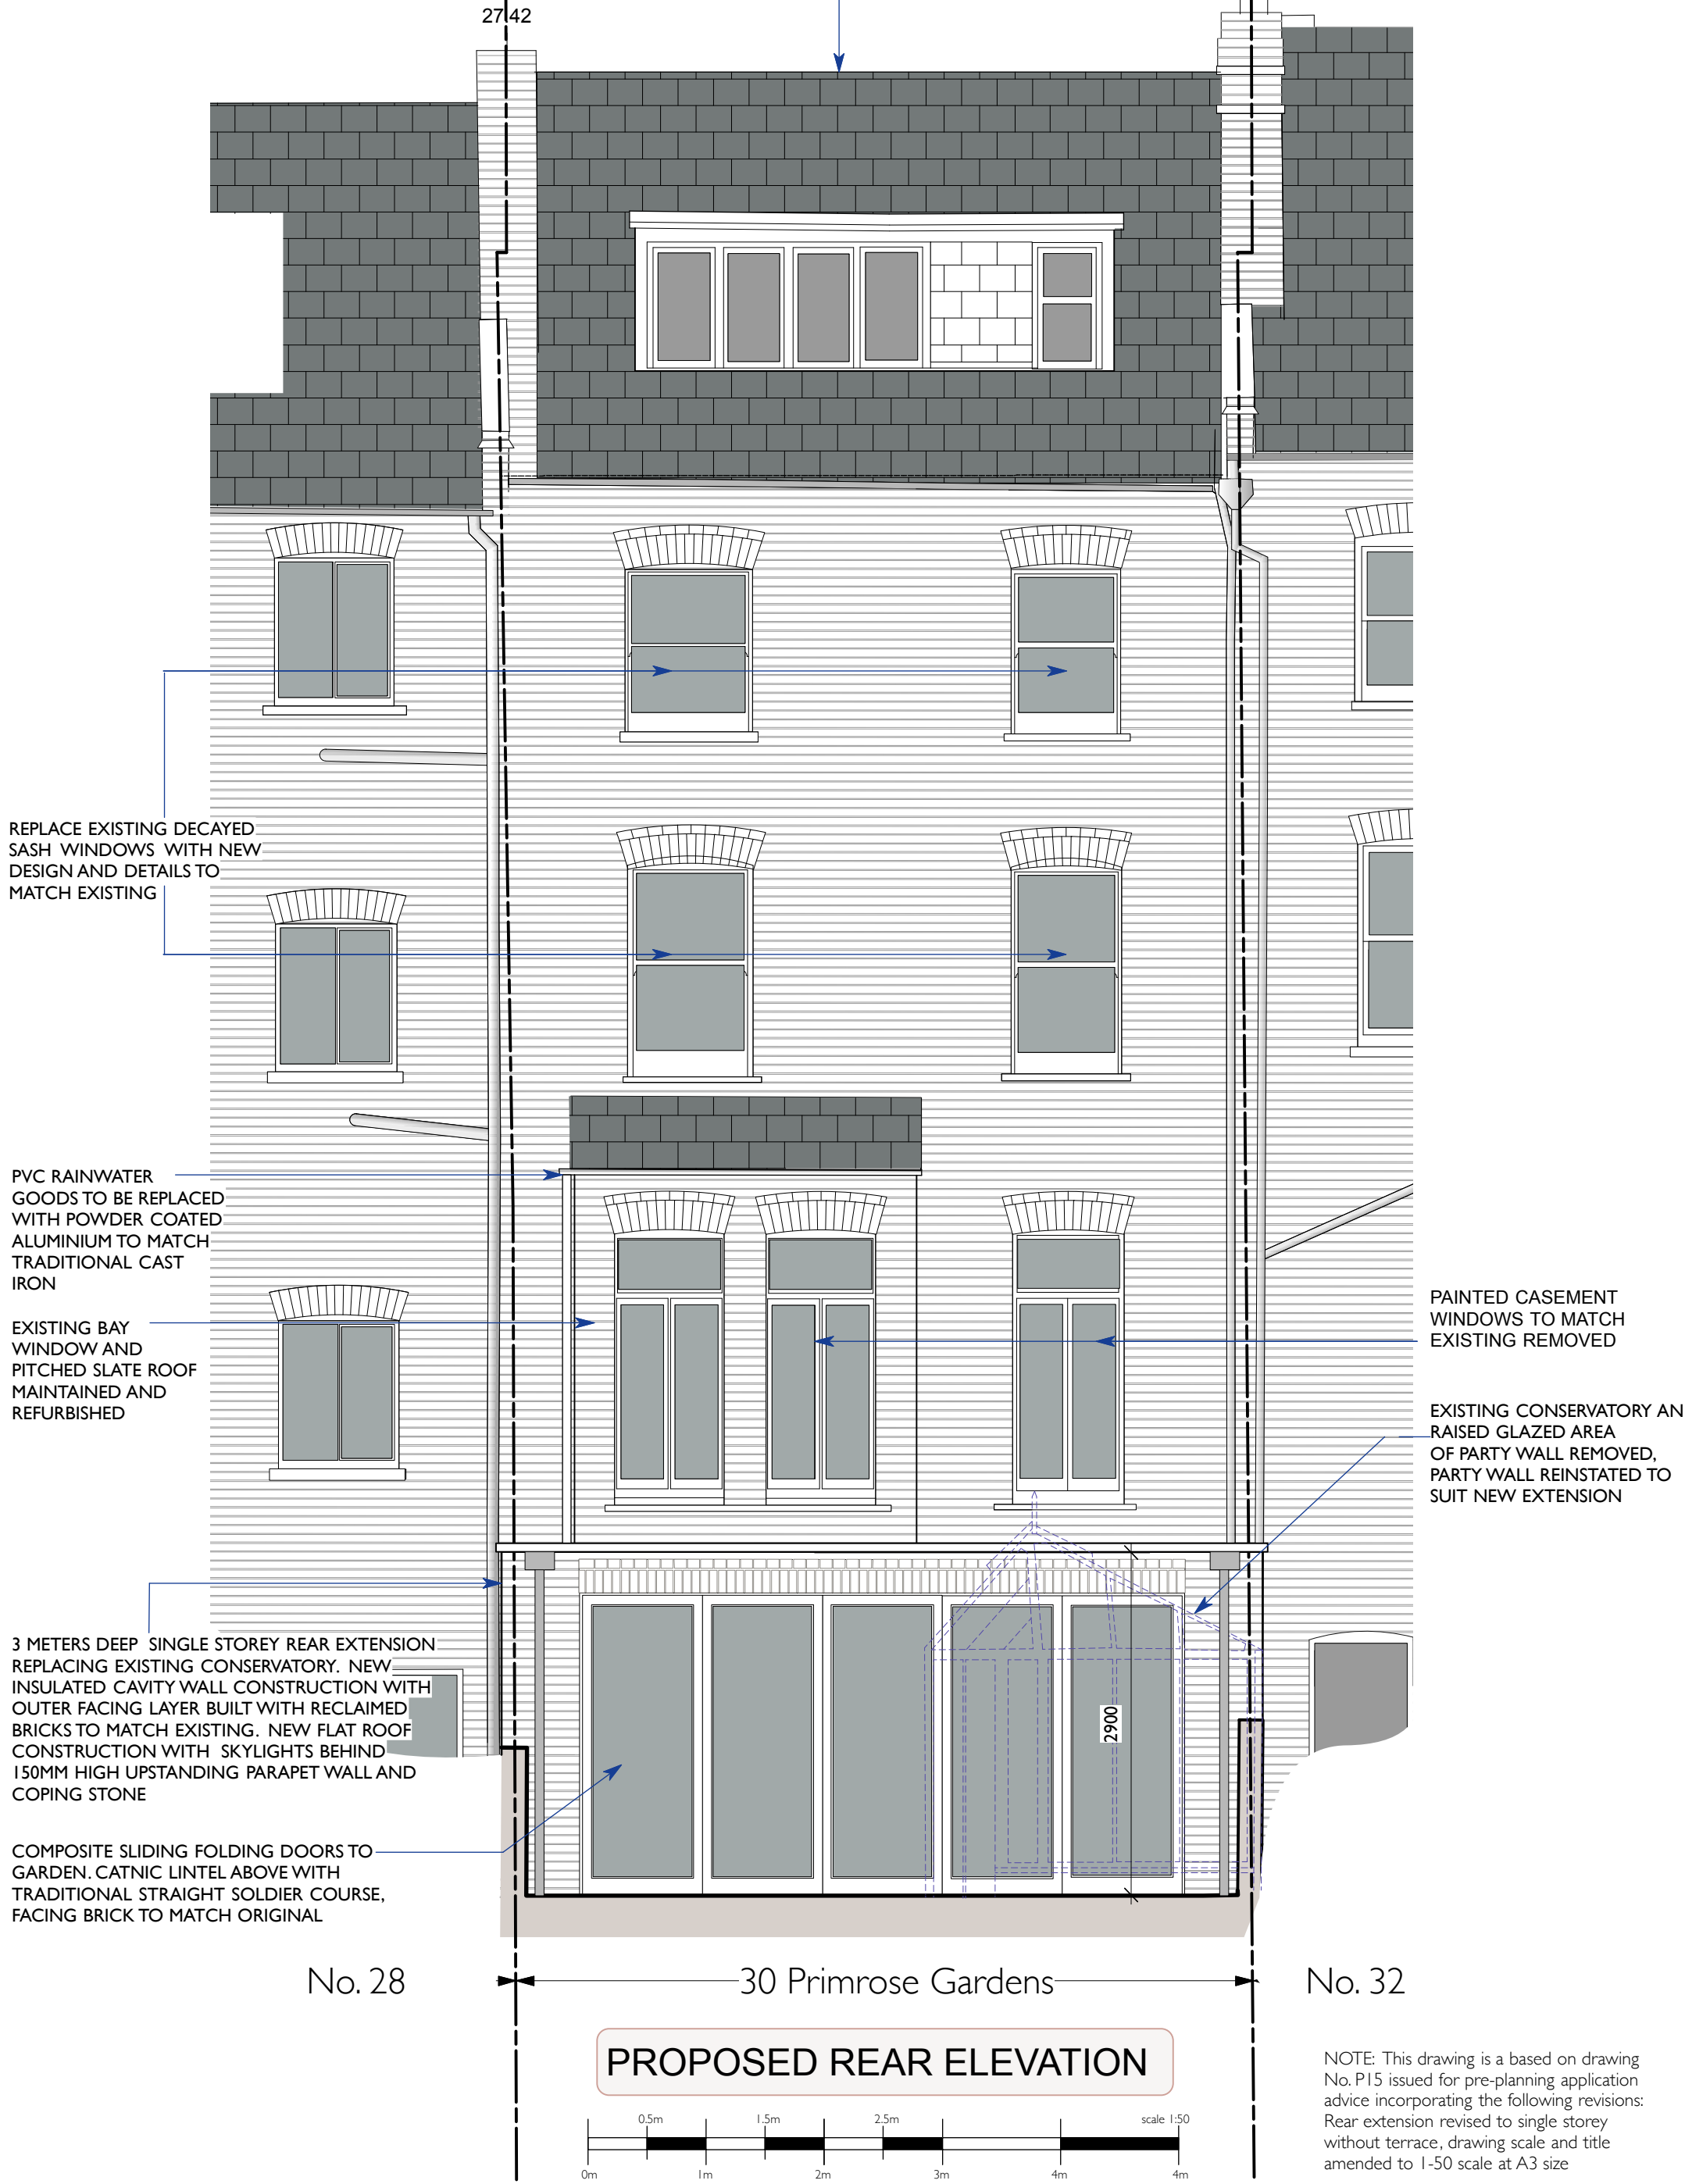 27.42
REPLACE EXISTING DECAYED
SASH WINDOWS WITH NEW
DESIGN AND DETAILS TO
MATCH EXISTING
PVC RAINWATER
GOODS TO BE REPLACED
WITH POWDER COATED
ALUMINIUM TO MATCH
TRADITIONAL CAST
IRON
EXISTING BAY
WINDOW AND
PITCHED SLATE ROOF
MAINTAINED AND
REFURBISHED
PAINTED CASEMENT
WINDOWS TO MATCH
EXISTING REMOVED
EXISTING CONSERVATORY AN
RAISED GLAZED AREA
OF PARTY WALL REMOVED,
PARTY WALL REINSTATED TO
SUIT NEW EXTENSION
3 METERS DEEP SINGLE STOREY REAR EXTENSION
REPLACING EXISTING CONSERVATORY. NEW
INSULATED CAVITY WALL CONSTRUCTION WITH
OUTER FACING LAYER BUILT WITH RECLAIMED
BRICKS TO MATCH EXISTING. NEW FLAT ROOF
CONSTRUCTION WITH SKYLIGHTS BEHIND
150MM HIGH UPSTANDING PARAPET WALL AND
COPING STONE
2900
COMPOSITE SLIDING FOLDING DOORS TO
GARDEN. CATNIC LINTEL ABOVE WITH
TRADITIONAL STRAIGHT SOLDIER COURSE,
FACING BRICK TO MATCH ORIGINAL
No. 28
30 Primrose Gardens
No. 32
PROPOSED REAR ELEVATION
0.5m 1.5m 2.5m scale 1:50
0m 1m 2m 3m 4m 4m
NOTE: This drawing is a based on drawing
No. P15 issued for pre-planning application
advice incorporating the following revisions:
Rear extension revised to single storey
without terrace, drawing scale and title
amended to 1-50 scale at A3 size